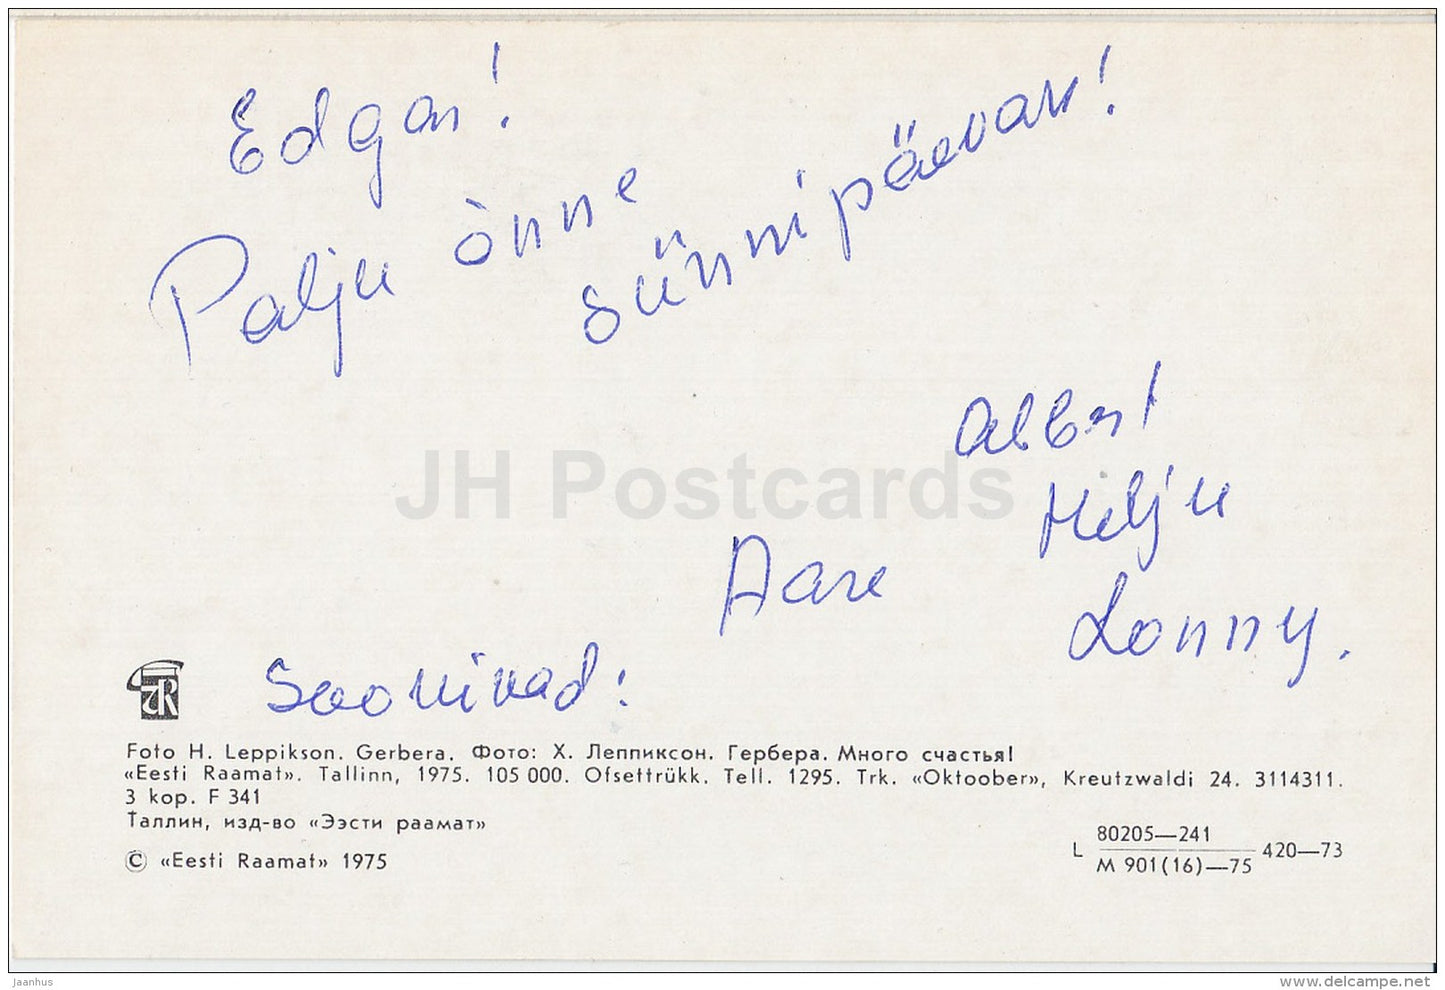 Edgar!
Palju õnne
sünnipäevaks!
Albert
Helju
Aare
Lonny.
Soovivad:
JH Postcards
Foto H. Leppikson. Gerbera. Фото: Х. Леппиксон. Гербера. Много счастья!
«Eesti Raamat». Tallinn, 1975. 105 000. Ofsettrükk. Tell. 1295. Trk. «Oktoober», Kreutzwaldi 24. 3114311.
3 kop. F 341
Таллин, изд-во «Ээсти раамат»
© «Eesti Raamat» 1975
L 80205—241 420—73
M 901(16)—75
jaanhus
www.delcampe.net